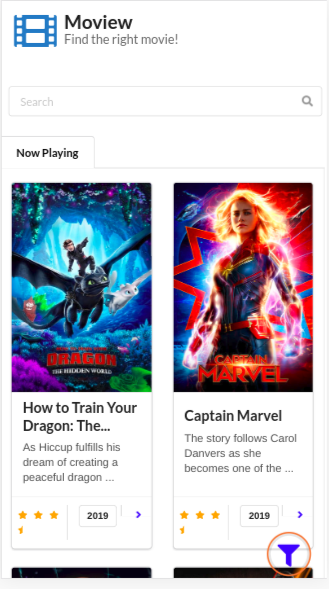 Moview
Find the right movie!
Search
Now Playing
DRAGON
THE HIDDEN WORLD
CAPTAIN
MARVEL
How to Train Your
Dragon: The...
As Hiccup fulfills his
dream of creating a
peaceful dragon ...
2019
Captain Marvel
The story follows Carol
Danvers as she
becomes one of the ...
2019